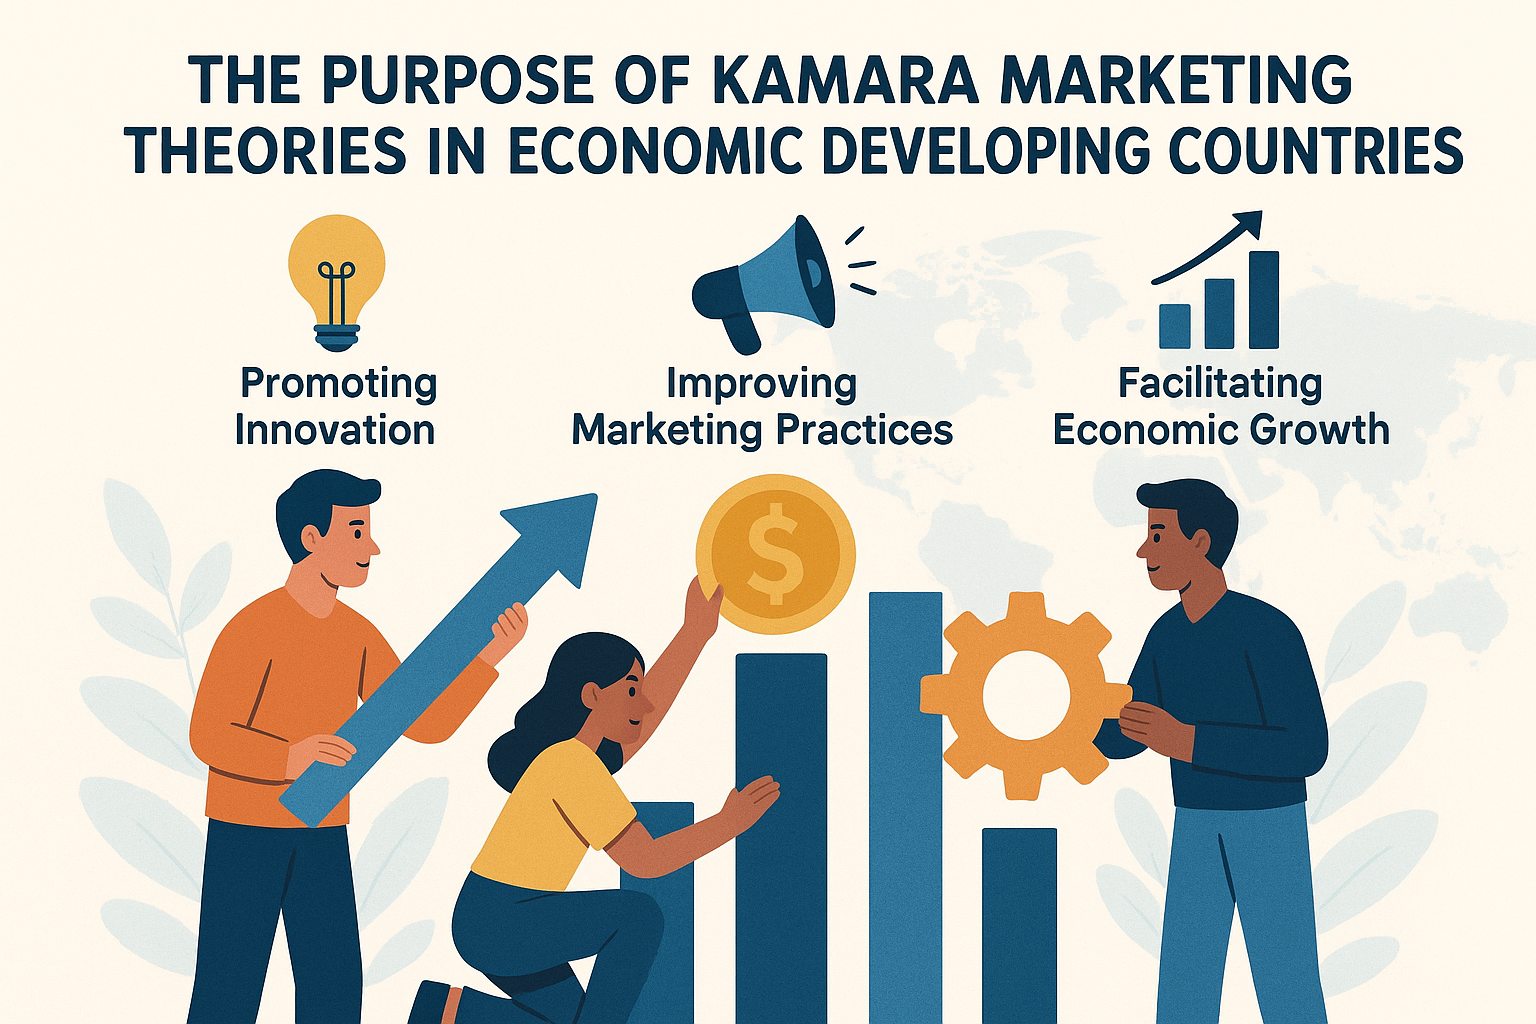 THE PURPOSE OF KAMARA MARKETING
THEORIES IN ECONOMIC DEVELOPING COUNTRIES
Promoting
Innovation
Improving
Marketing Practices
Facilitating
Economic Growth
$